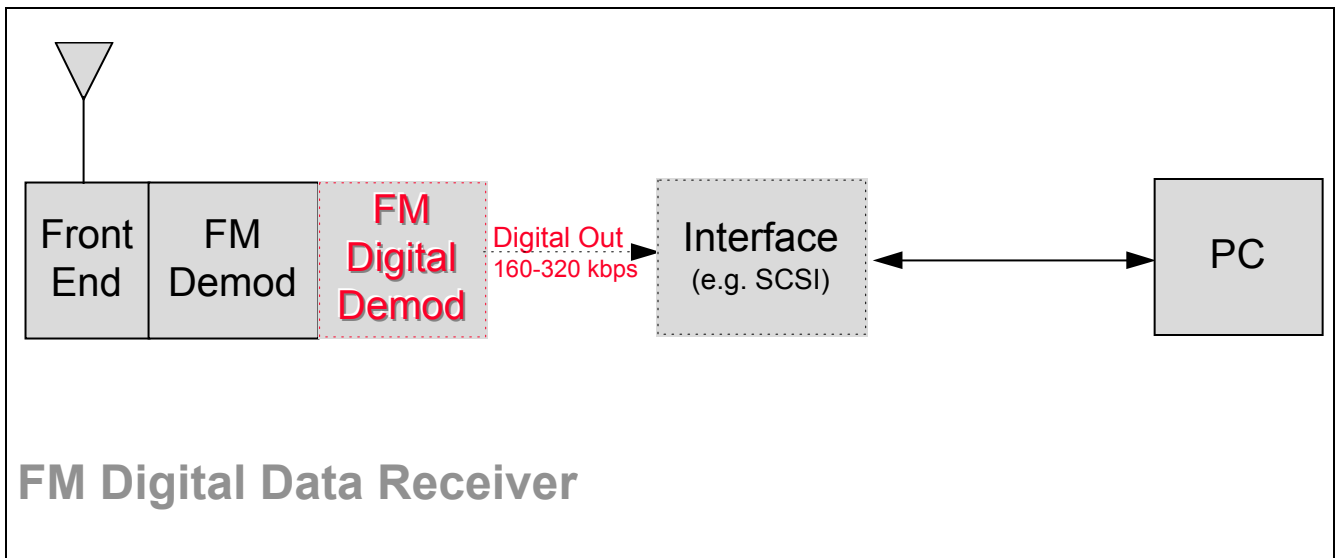 Front
End
FM
Demod
FM
Digital
Demod
Digital Out
160-320 kbps
Interface
(e.g. SCSI)
PC
FM Digital Data Receiver